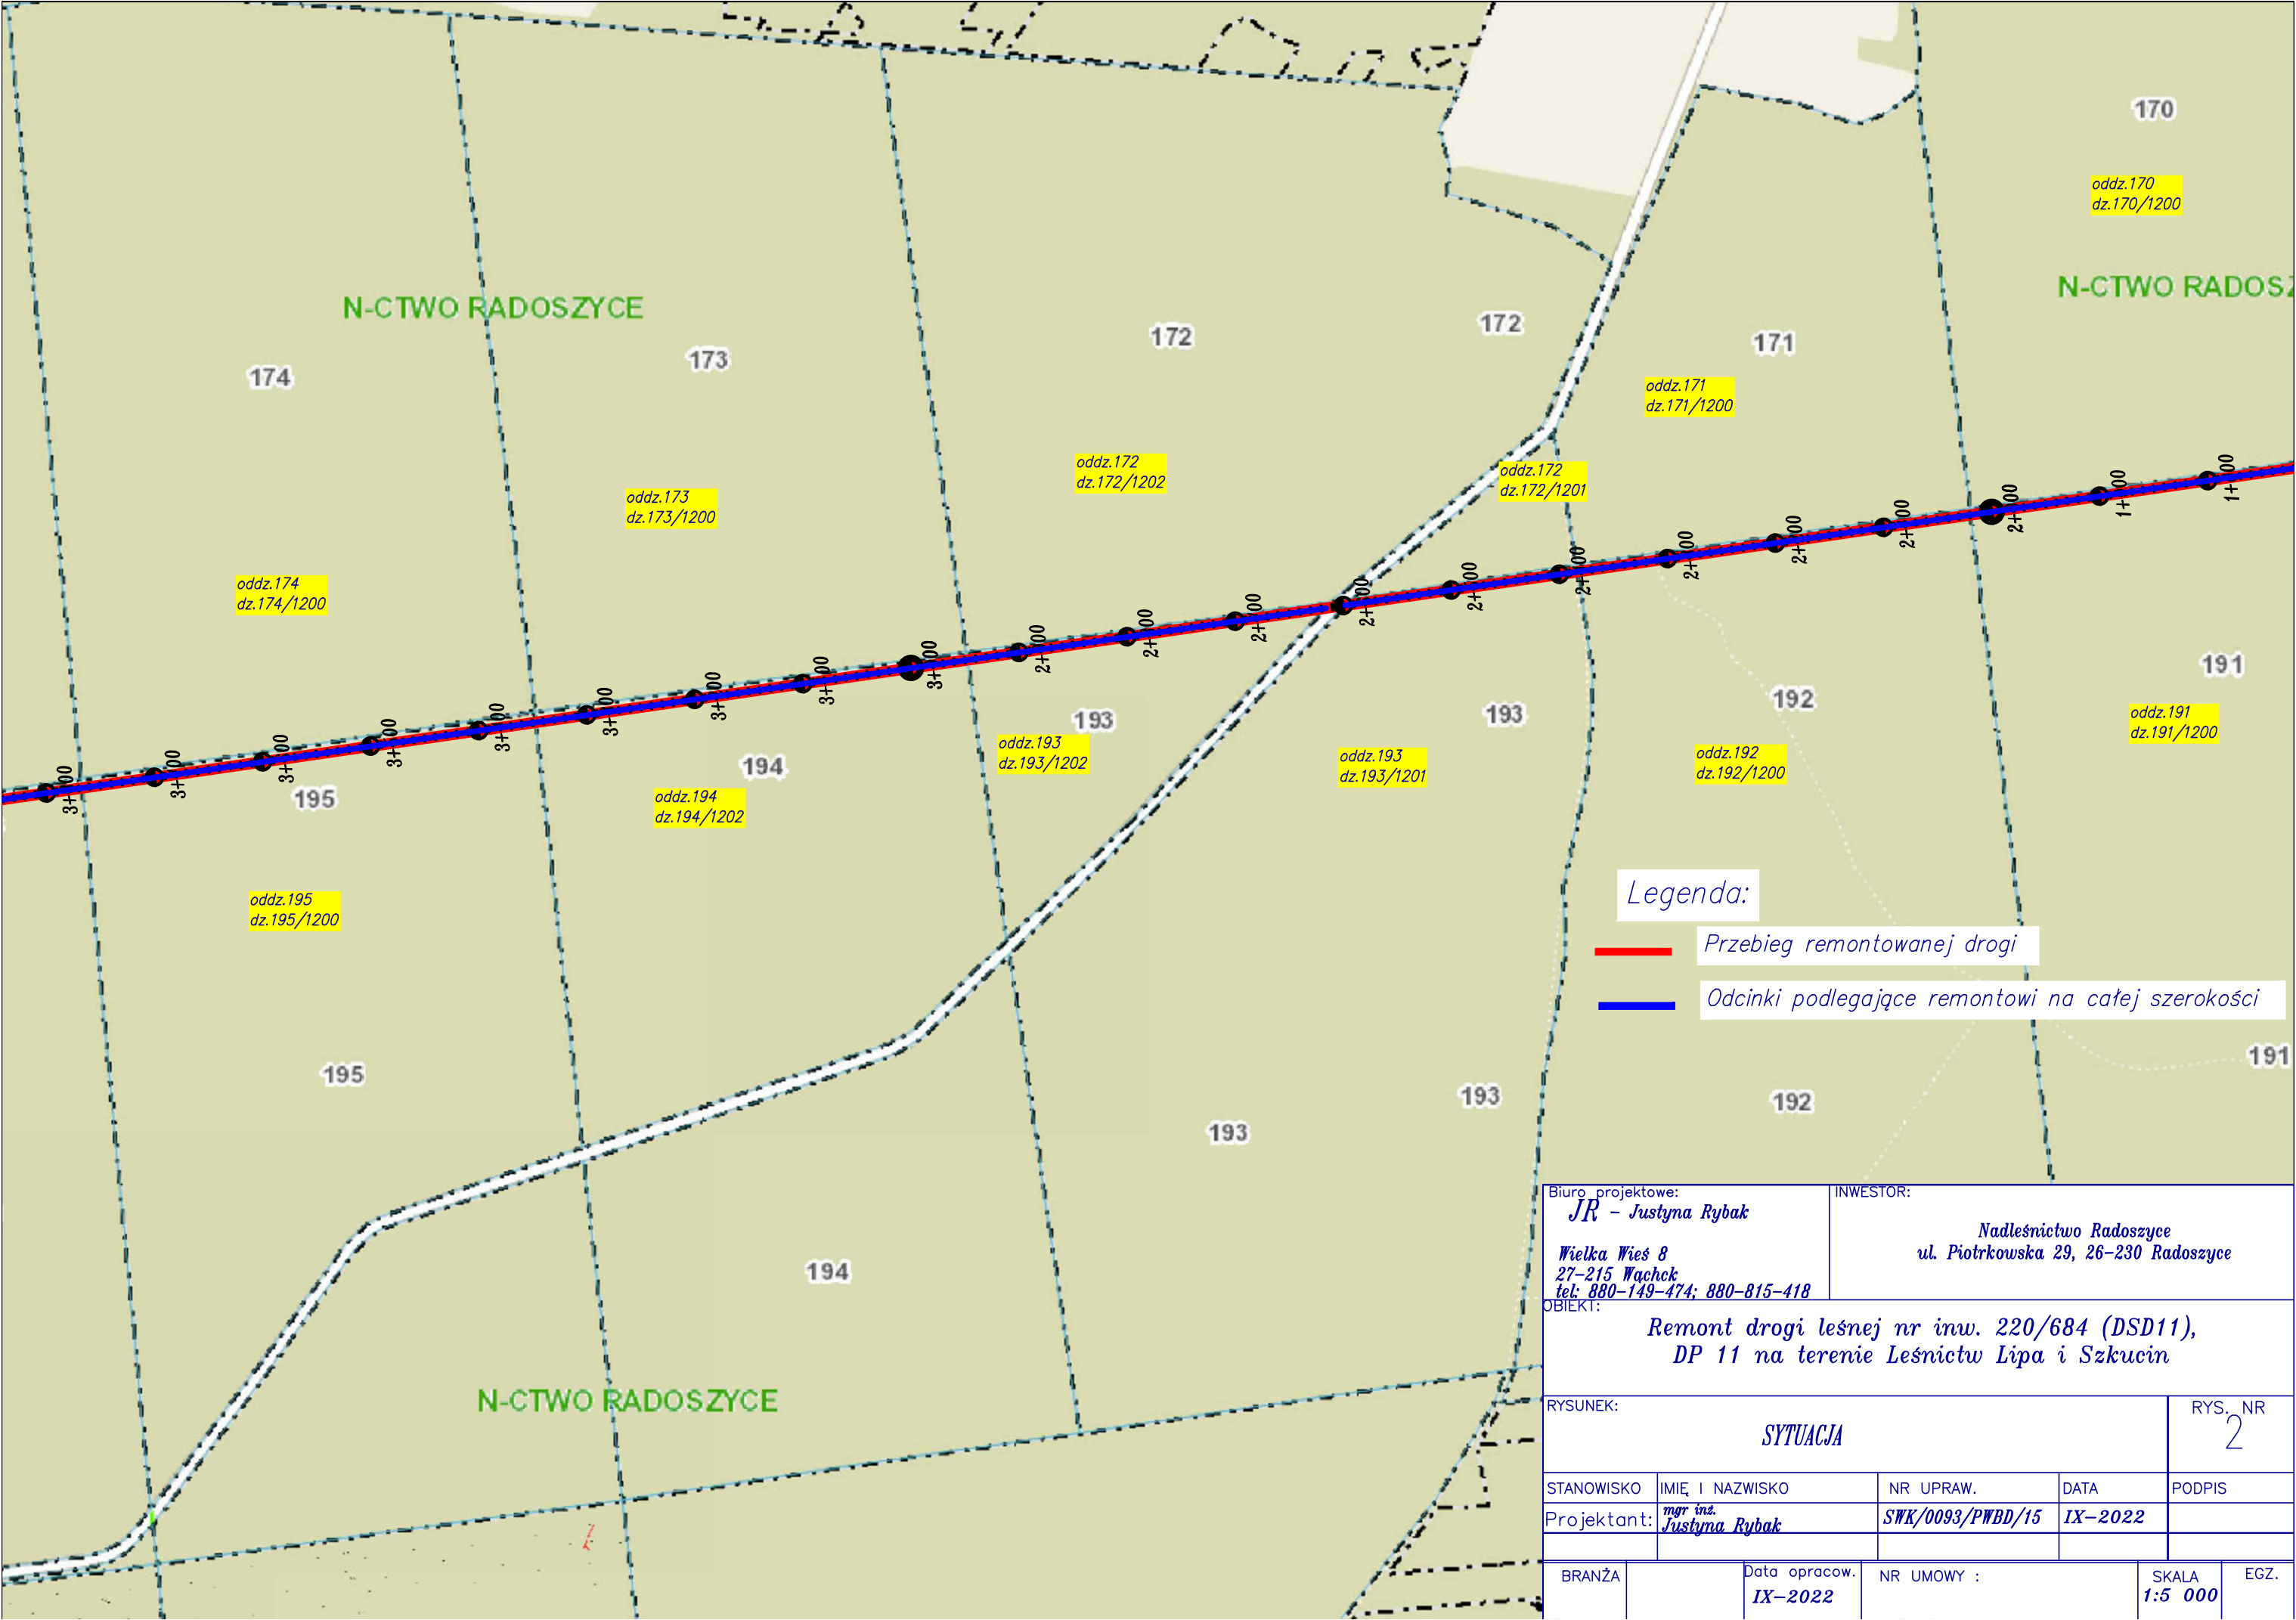 170
oddz.170
dz.170/1200
N-CTWO RADOSZYCE
N-CTWO RADOSZ
174
173
172
172
171
oddz.171
dz.171/1200
oddz.172
dz.172/1202
oddz.172
dz.172/1201
oddz.173
dz.173/1200
oddz.174
dz.174/1200
195
194
193
193
192
191
oddz.193
dz.193/1202
oddz.193
dz.193/1201
oddz.192
dz.192/1200
oddz.191
dz.191/1200
oddz.194
dz.194/1202
oddz.195
dz.195/1200
Legenda:
Przebieg remontowanej drogi
Odcinki podlegające remontowi na całej szerokości
195
193
193
192
191
194
N-CTWO RADOSZYCE
Biuro projektowe:
JR - Justyna Rybak
Wielka Wieś 8
27-215 Wąchck
tel: 880-149-474; 880-815-418
INWESTOR:
Nadleśnictwo Radoszyce
ul. Piotrkowska 29, 26-230 Radoszyce
OBIEKT:
Remont drogi leśnej nr inw. 220/684 (DSD11),
DP 11 na terenie Leśnictw Lipa i Szkucin
RYSUNEK:
SYTUACJA
RYS. NR
2
STANOWISKO IMIĘ I NAZWISKO NR UPRAW. DATA PODPIS
Projektant: mgr inż. Justyna Rybak SWK/0093/PWBD/15 IX-2022
BRANŻA
Data opracow.
IX-2022
NR UMOWY :
SKALA
1:5 000
EGZ.